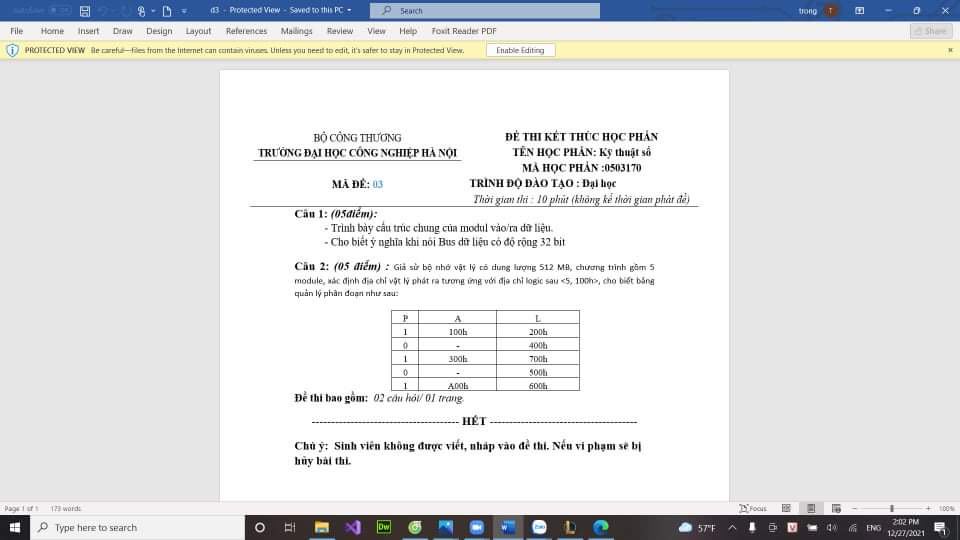 AutoSave Off d3 - Protected View - Saved to this PC Search trong T
File Home Insert Draw Design Layout References Mailings Review View Help Foxit Reader PDF Share
PROTECTED VIEW Be careful—files from the Internet can contain viruses. Unless you need to edit, it's safer to stay in Protected View. Enable Editing
BỘ CÔNG THƯƠNG
TRƯỜNG ĐẠI HỌC CÔNG NGHIỆP HÀ NỘI
MÃ ĐỀ: 03
ĐỀ THI KẾT THÚC HỌC PHẦN
TÊN HỌC PHẦN: Kỹ thuật số
MÃ HỌC PHẦN :0503170
TRÌNH ĐỘ ĐÀO TẠO : Đại học
Thời gian thi : 10 phút (không kể thời gian phát đề)
Câu 1: (05điểm):
- Trình bày cấu trúc chung của modul vào/ra dữ liệu.
- Cho biết ý nghĩa khi nói Bus dữ liệu có độ rộng 32 bit
Câu 2: (05 điểm) : Giả sử bộ nhớ vật lý có dung lượng 512 MB, chương trình gồm 5
module, xác định địa chỉ vật lý phát ra tương ứng với địa chỉ logic sau <5, 100h>, cho biết bảng
quản lý phân đoạn như sau:
P A L
1 100h 200h
0 - 400h
1 300h 700h
0 - 500h
1 A00h 600h
Đề thi bao gồm: 02 câu hỏi/ 01 trang.
-------------------------------------- HẾT --------------------------------------
Chú ý: Sinh viên không được viết, nháp vào đề thi. Nếu vi phạm sẽ bị
hủy bài thi.
Page 1 of 1 173 words Focus 100%
Type here to search Dw Zalo 57°F ENG 2:02 PM
12/27/2021